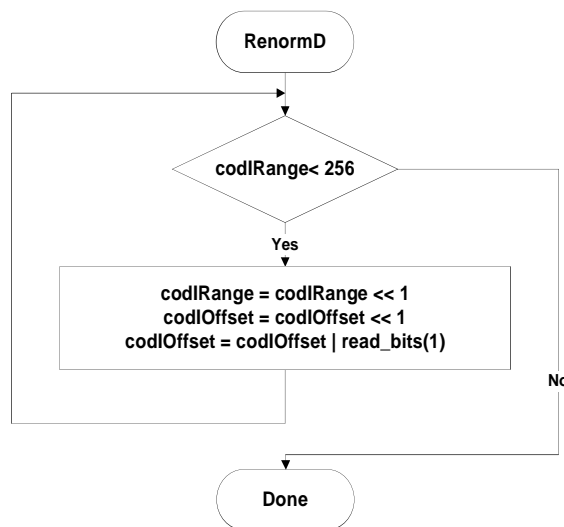 RenormD
codIRange< 256
Yes
codIRange = codIRange << 1
codIOffset = codIOffset << 1
codIOffset = codIOffset | read_bits(1)
No
Done